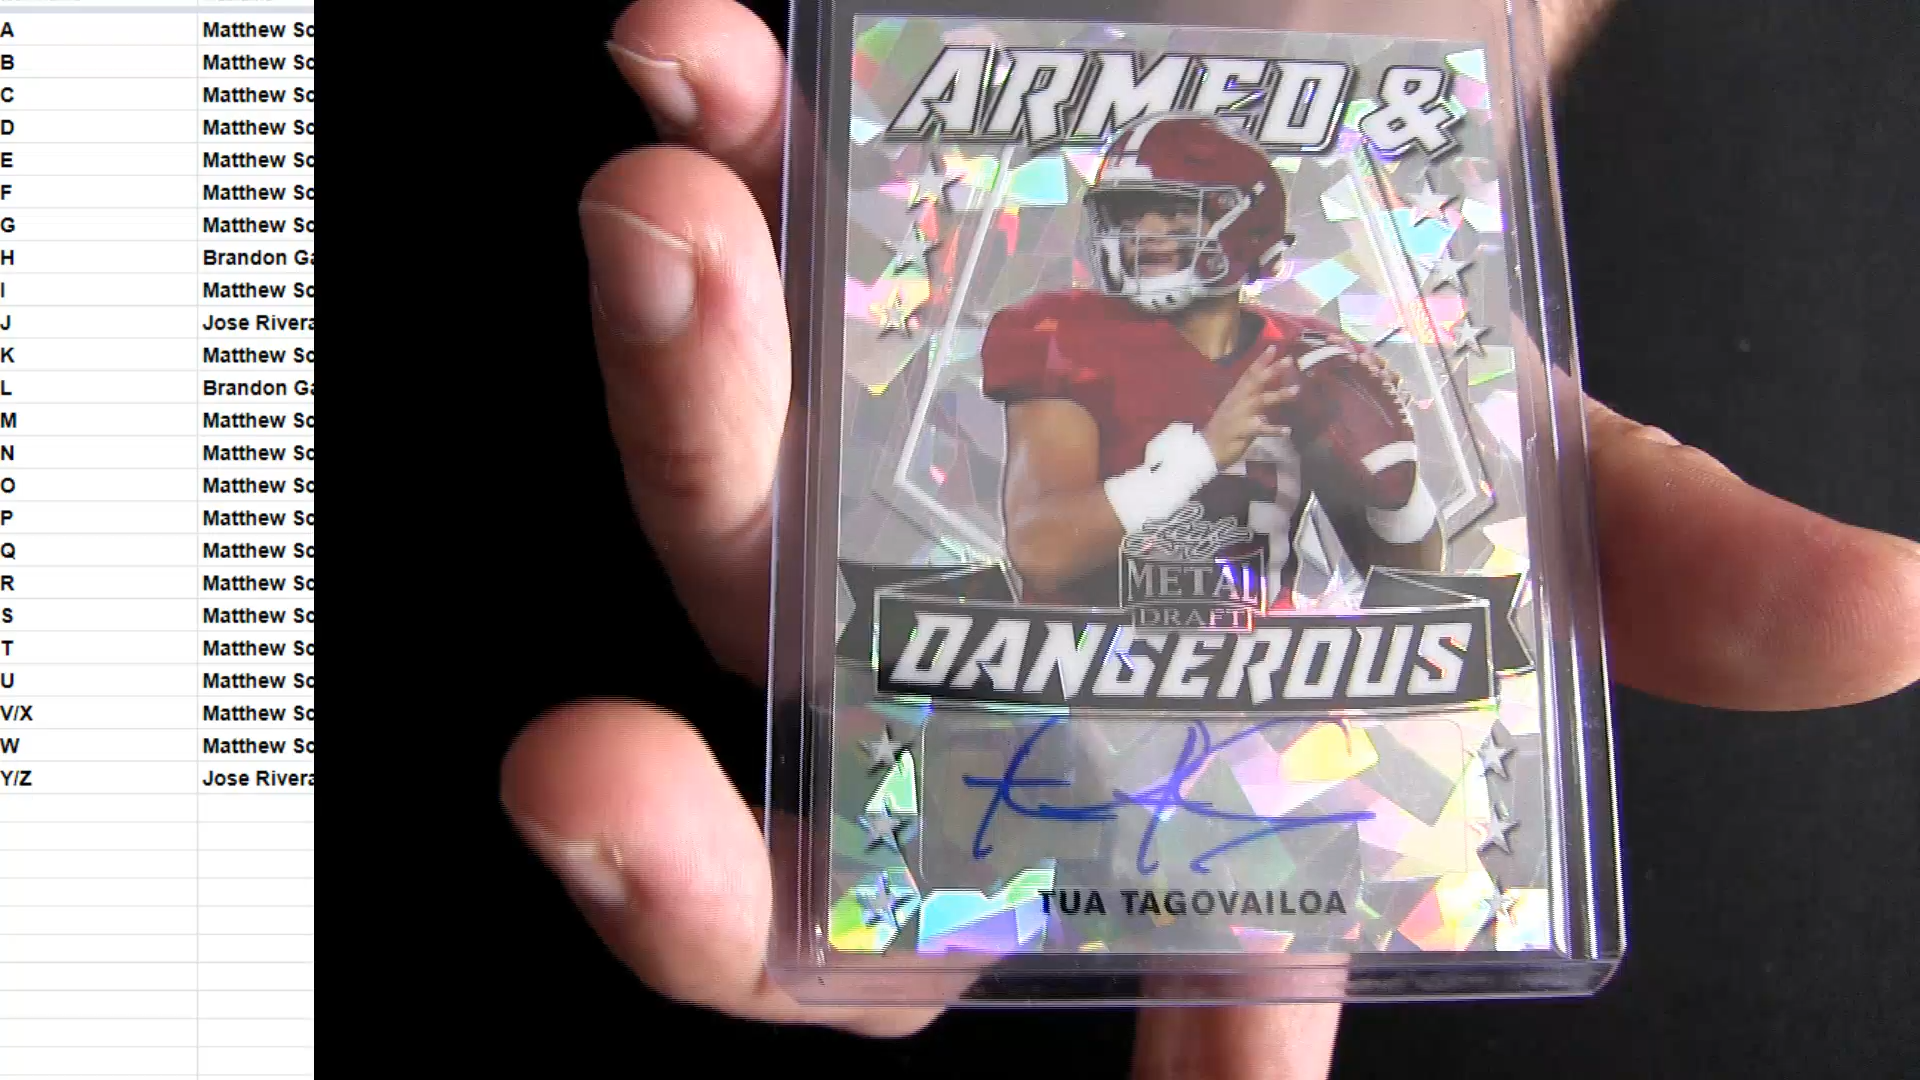 A Matthew Sc
B Matthew Sc
C Matthew Sc
D Matthew Sc
E Matthew Sc
F Matthew Sc
G Matthew Sc
H Brandon Ga
I Matthew Sc
J Jose Rivera
K Matthew Sc
L Brandon Ga
M Matthew Sc
N Matthew Sc
O Matthew Sc
P Matthew Sc
Q Matthew Sc
R Matthew Sc
S Matthew Sc
T Matthew Sc
U Matthew Sc
V/X Matthew Sc
W Matthew Sc
Y/Z Jose Rivera
ARMED &
Leaf
METAL
DRAFT
DANGEROUS
TUA TAGOVAILOA